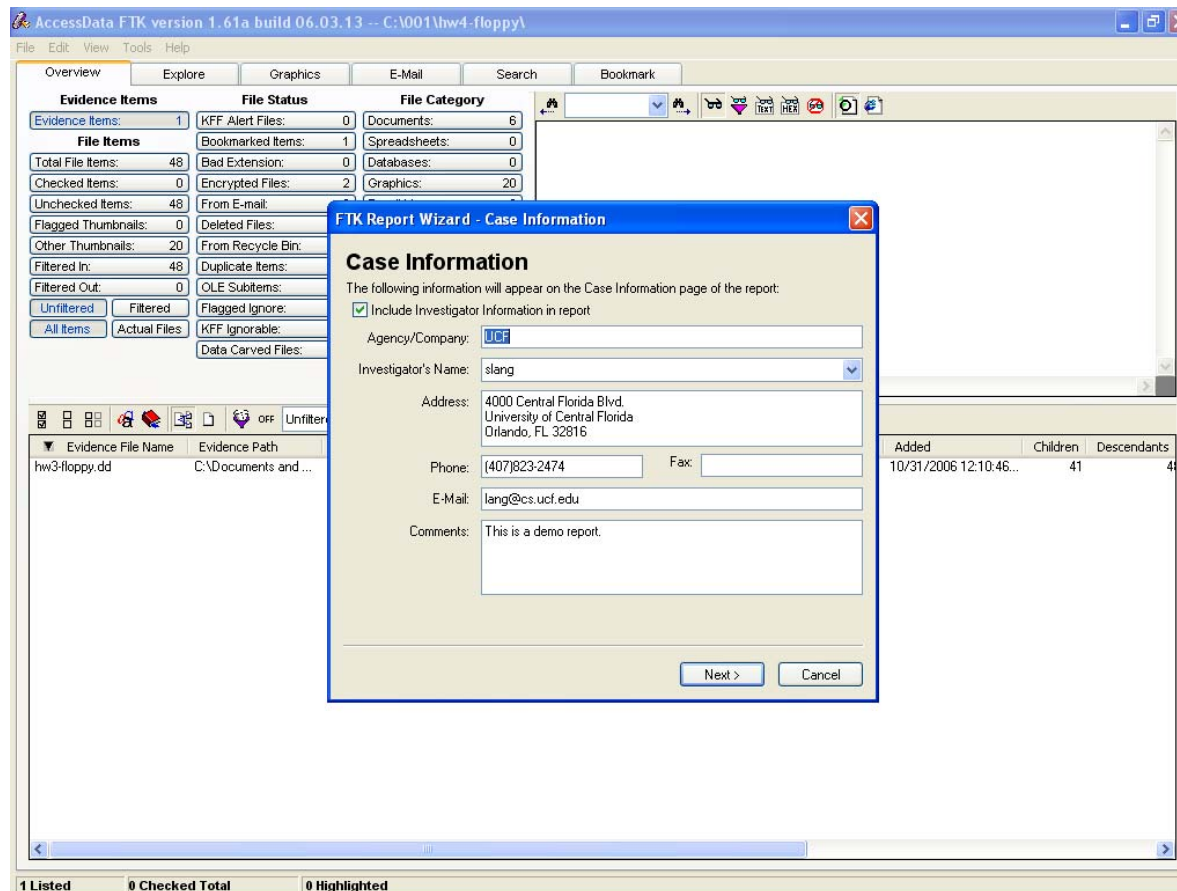 AccessData FTK version 1.61a build 06.03.13 -- C:\001\hw4-floppy\
File Edit View Tools Help
Overview Explore Graphics E-Mail Search Bookmark
Evidence Items File Status File Category
Evidence Items: 1 KFF Alert Files: 0 Documents: 6
File Items Bookmarked Items: 1 Spreadsheets: 0
Total File Items: 48 Bad Extension: 0 Databases: 0
Checked Items: 0 Encrypted Files: 2 Graphics: 20
Unchecked Items: 48 From E-mail:
Flagged Thumbnails: 0 Deleted Files:
Other Thumbnails: 20 From Recycle Bin:
Filtered In: 48 Duplicate Items:
Filtered Out: 0 OLE Subitems:
Unfiltered Filtered Flagged Ignore:
All Items Actual Files KFF Ignorable:
Data Carved Files:
TEXT HEX
FTK Report Wizard - Case Information
Case Information
The following information will appear on the Case Information page of the report:
Include Investigator Information in report
Agency/Company: UCF
Investigator's Name: slang
Address: 4000 Central Florida Blvd.
University of Central Florida
Orlando, FL 32816
Phone: (407)823-2474 Fax:
E-Mail: lang@cs.ucf.edu
Comments: This is a demo report.
Next > Cancel
OFF Unfilter
Evidence File Name Evidence Path Added Children Descendants
hw3-floppy.dd C:\Documents and ... 10/31/2006 12:10:46... 41
1 Listed 0 Checked Total 0 Highlighted